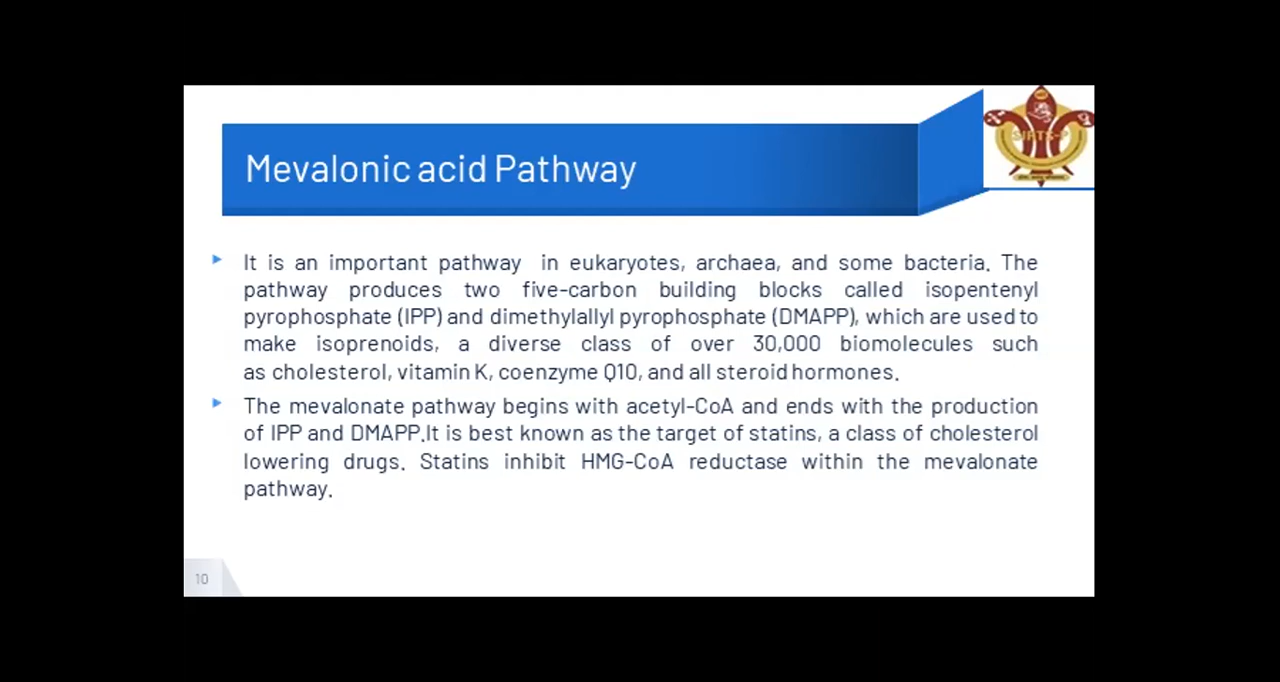 Mevalonic acid Pathway
SIPTS-P
It is an important pathway in eukaryotes, archaea, and some bacteria. The
pathway produces two five-carbon building blocks called isopentenyl
pyrophosphate (IPP) and dimethylallyl pyrophosphate (DMAPP), which are used to
make isoprenoids, a diverse class of over 30,000 biomolecules such
as cholesterol, vitamin K, coenzyme Q10, and all steroid hormones.
The mevalonate pathway begins with acetyl-CoA and ends with the production
of IPP and DMAPP.It is best known as the target of statins, a class of cholesterol
lowering drugs. Statins inhibit HMG-CoA reductase within the mevalonate
pathway.
10